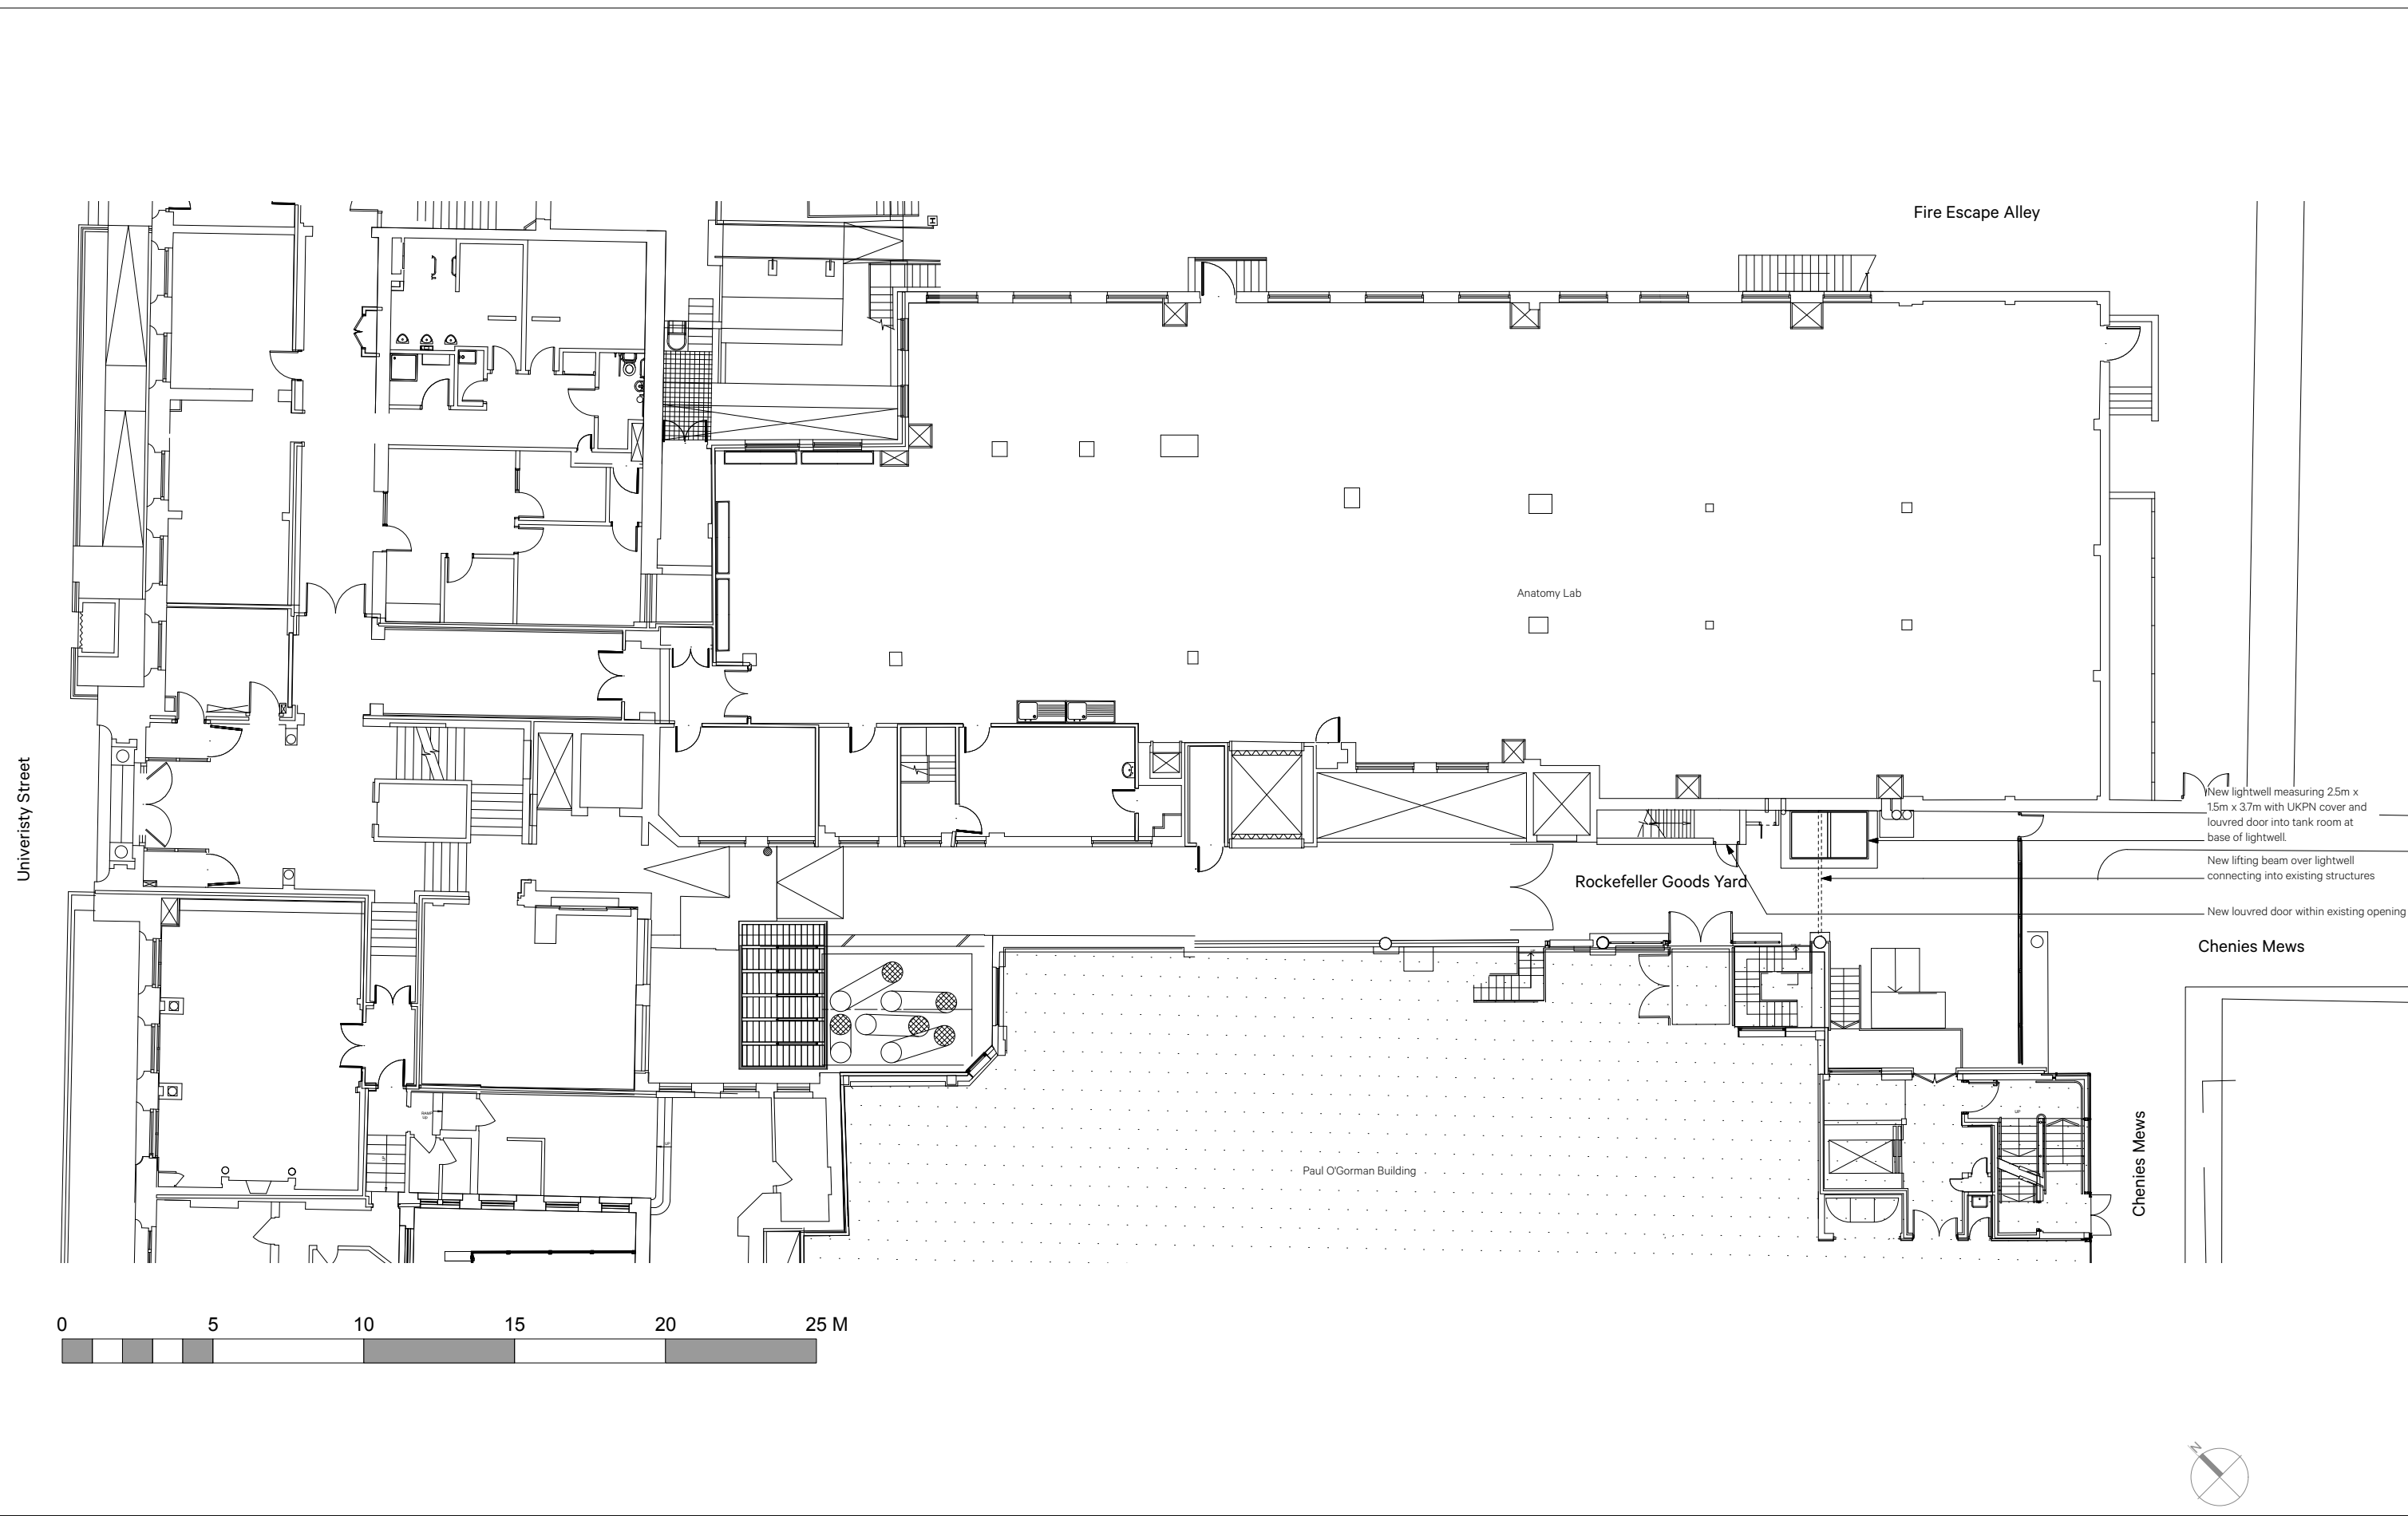 Fire Escape Alley
Anatomy Lab
Univeristy Street
New lightwell measuring 2.5m x
1.5m x 3.7m with UKPN cover and
louvred door into tank room at
base of lightwell.
New lifting beam over lightwell
connecting into existing structures
Rockefeller Goods Yard
New louvred door within existing opening
Chenies Mews
Chenies Mews
Paul O'Gorman Building
UP
UP
0 5 10 15 20 25 M
N